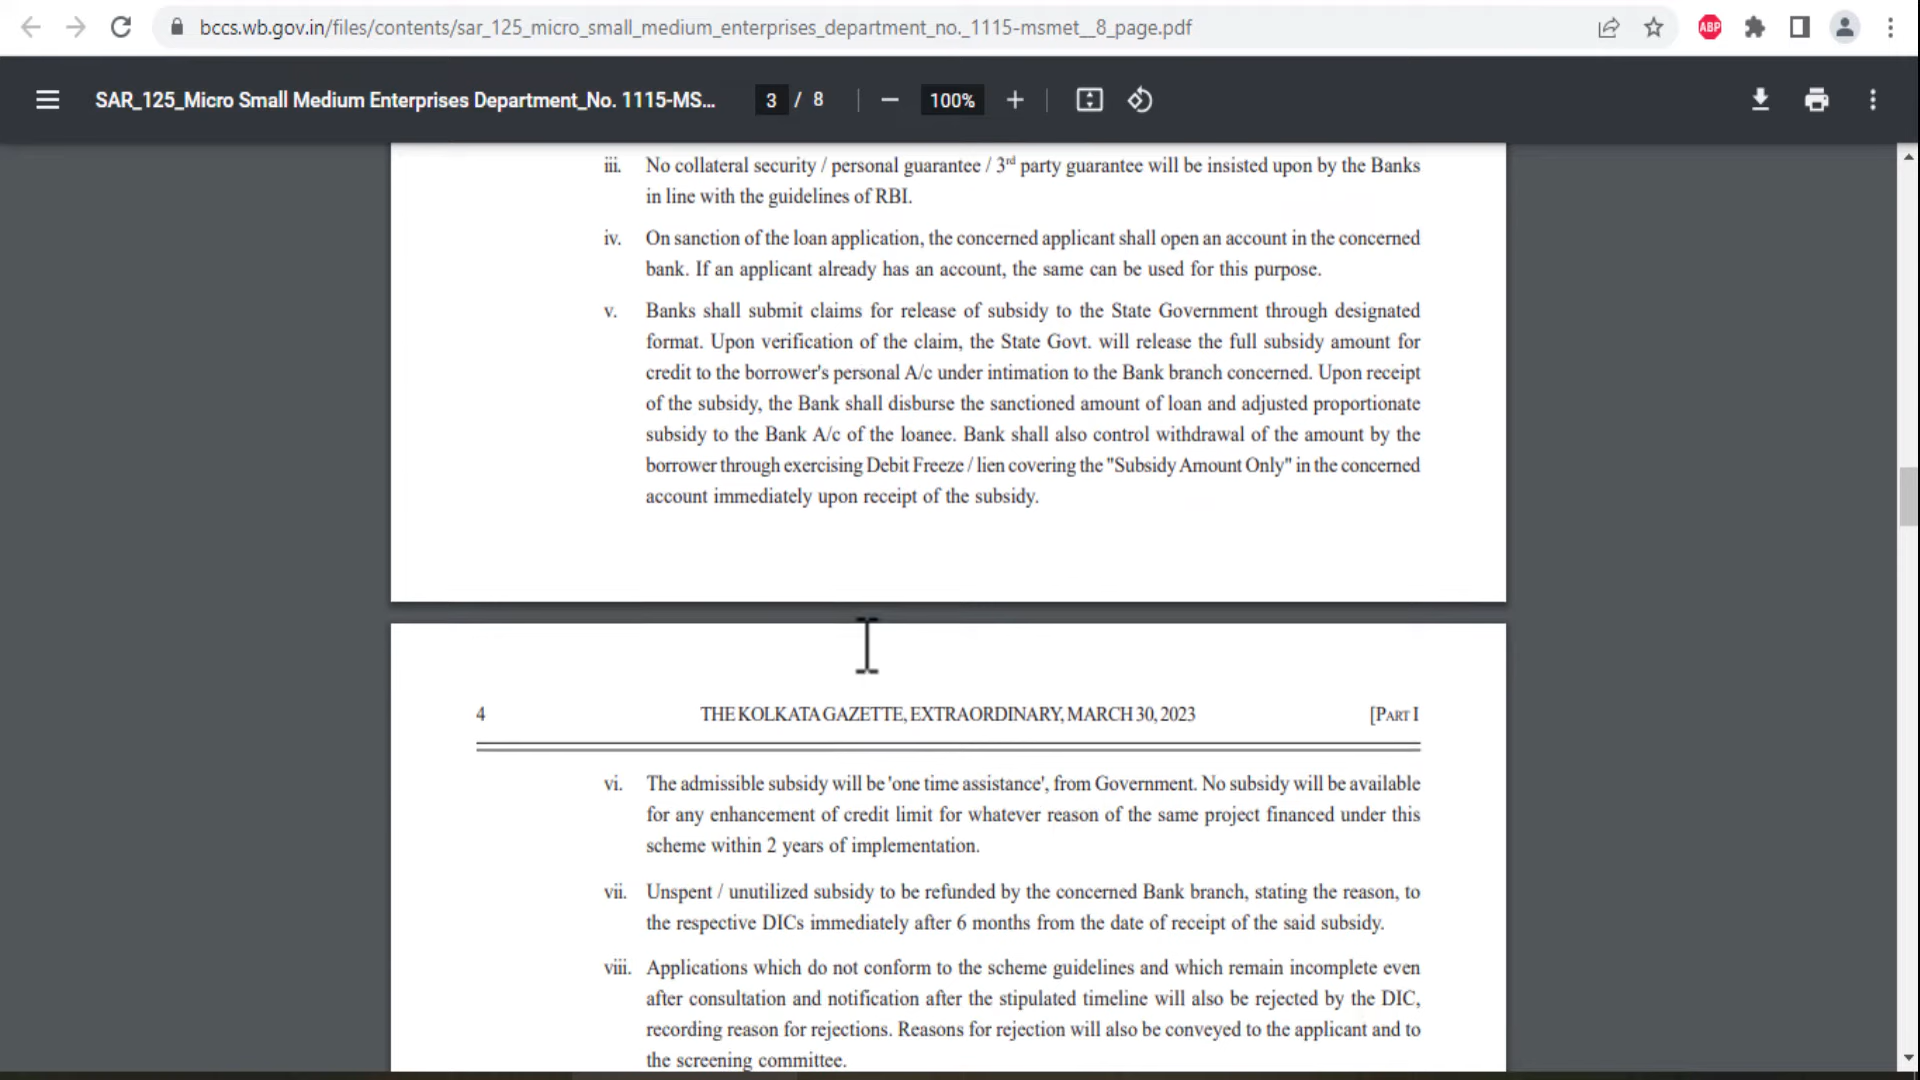 bccs.wb.gov.in/files/contents/sar_125_micro_small_medium_enterprises_department_no._1115-msmet__8_page.pdf
ABP
SAR_125_Micro Small Medium Enterprises Department_No. 1115-MS...
3 / 8
100%
iii. No collateral security / personal guarantee / 3rd party guarantee will be insisted upon by the Banks
in line with the guidelines of RBI.
iv. On sanction of the loan application, the concerned applicant shall open an account in the concerned
bank. If an applicant already has an account, the same can be used for this purpose.
v. Banks shall submit claims for release of subsidy to the State Government through designated
format. Upon verification of the claim, the State Govt. will release the full subsidy amount for
credit to the borrower's personal A/c under intimation to the Bank branch concerned. Upon receipt
of the subsidy, the Bank shall disburse the sanctioned amount of loan and adjusted proportionate
subsidy to the Bank A/c of the loanee. Bank shall also control withdrawal of the amount by the
borrower through exercising Debit Freeze / lien covering the "Subsidy Amount Only" in the concerned
account immediately upon receipt of the subsidy.
4 THE KOLKATA GAZETTE, EXTRAORDINARY, MARCH 30, 2023 [PART I
vi. The admissible subsidy will be 'one time assistance', from Government. No subsidy will be available
for any enhancement of credit limit for whatever reason of the same project financed under this
scheme within 2 years of implementation.
vii. Unspent / unutilized subsidy to be refunded by the concerned Bank branch, stating the reason, to
the respective DICs immediately after 6 months from the date of receipt of the said subsidy.
viii. Applications which do not conform to the scheme guidelines and which remain incomplete even
after consultation and notification after the stipulated timeline will also be rejected by the DIC,
recording reason for rejections. Reasons for rejection will also be conveyed to the applicant and to
the screening committee.